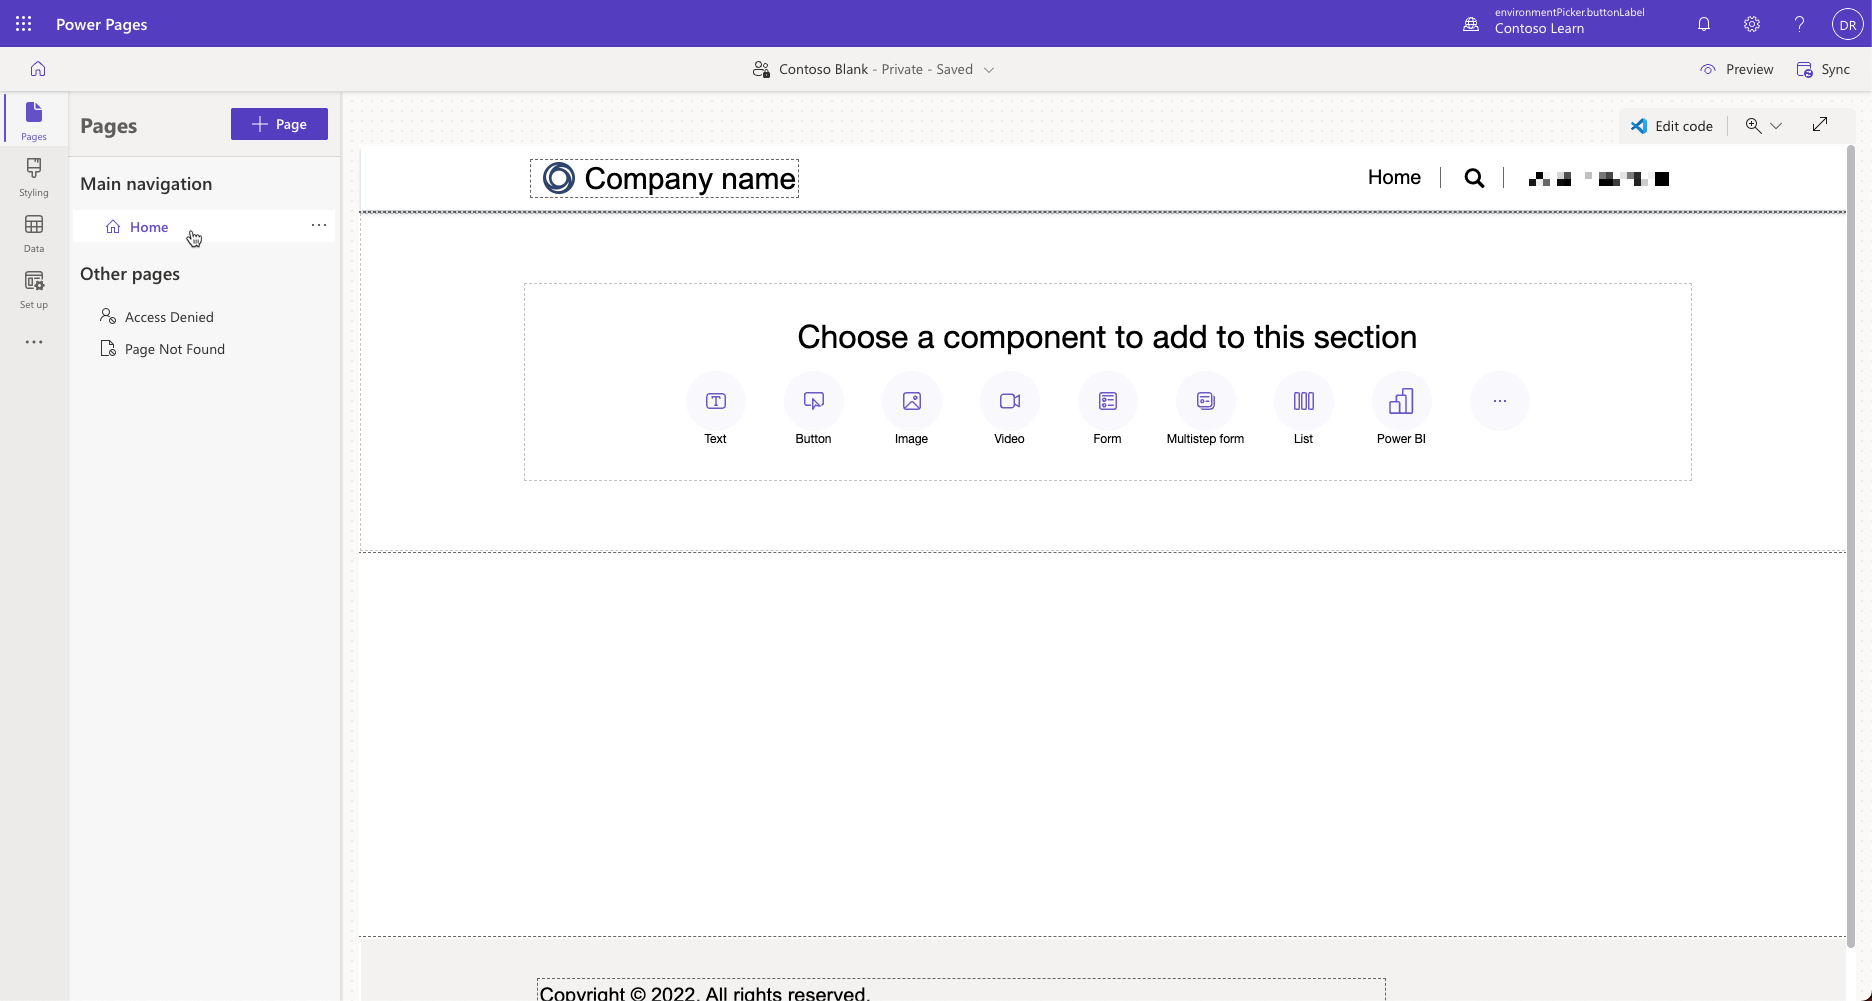 Power Pages
environmentPicker.buttonLabel
Contoso Learn
?
DR
Contoso Blank - Private - Saved
Preview
Sync
Pages
Styling
Data
Set up
Pages
Page
Main navigation
Home
Other pages
Access Denied
Page Not Found
Edit code
Company name
Home
Choose a component to add to this section
Text
Button
Image
Video
Form
Multistep form
List
Power BI
Copyright © 2022. All rights reserved.